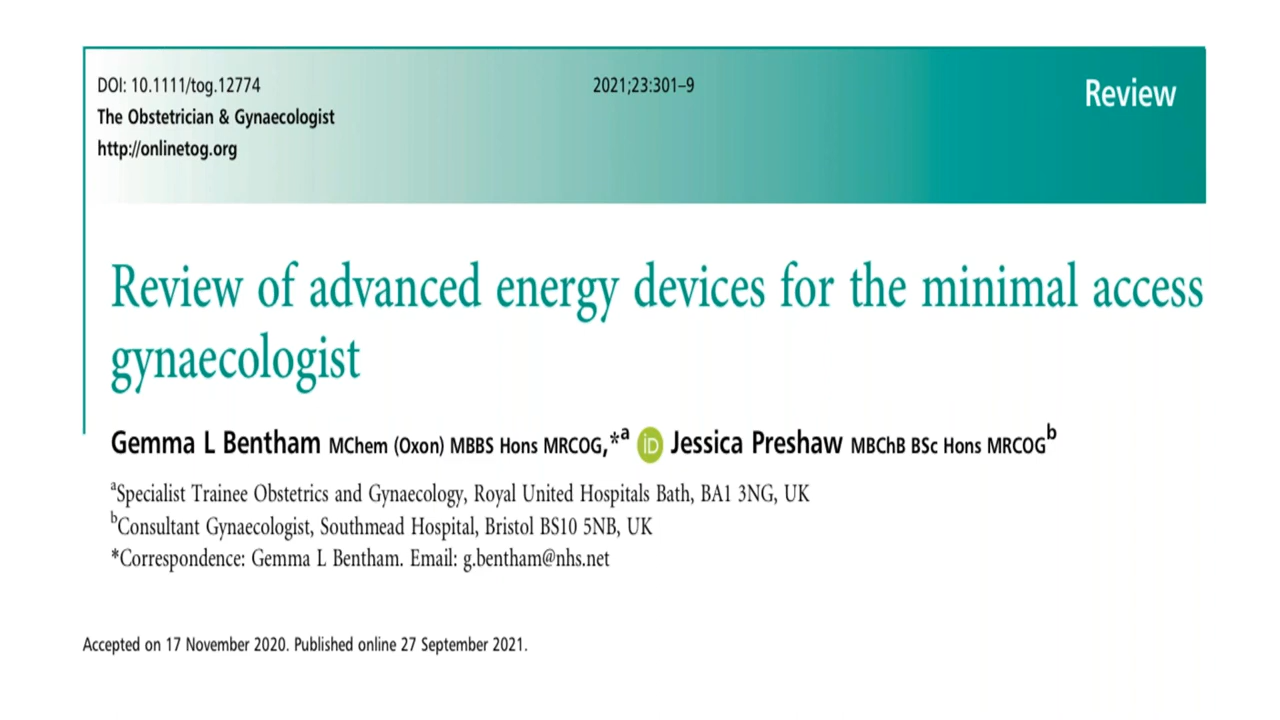 DOI: 10.1111/tog.12774
The Obstetrician & Gynaecologist
http://onlinetog.org
2021;23:301–9
Review
Review of advanced energy devices for the minimal access
gynaecologist
Gemma L Bentham MChem (Oxon) MBBS Hons MRCOG,*a iD Jessica Preshaw MBChB BSc Hons MRCOGb
aSpecialist Trainee Obstetrics and Gynaecology, Royal United Hospitals Bath, BA1 3NG, UK
bConsultant Gynaecologist, Southmead Hospital, Bristol BS10 5NB, UK
*Correspondence: Gemma L Bentham. Email: g.bentham@nhs.net
Accepted on 17 November 2020. Published online 27 September 2021.